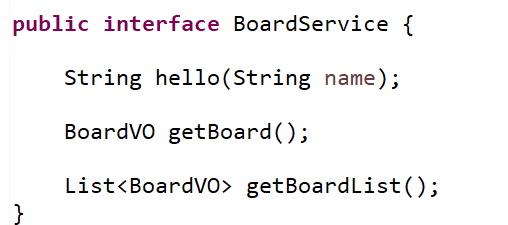 public interface BoardService {
String hello(String name);
BoardVO getBoard();
List<BoardVO> getBoardList();
}